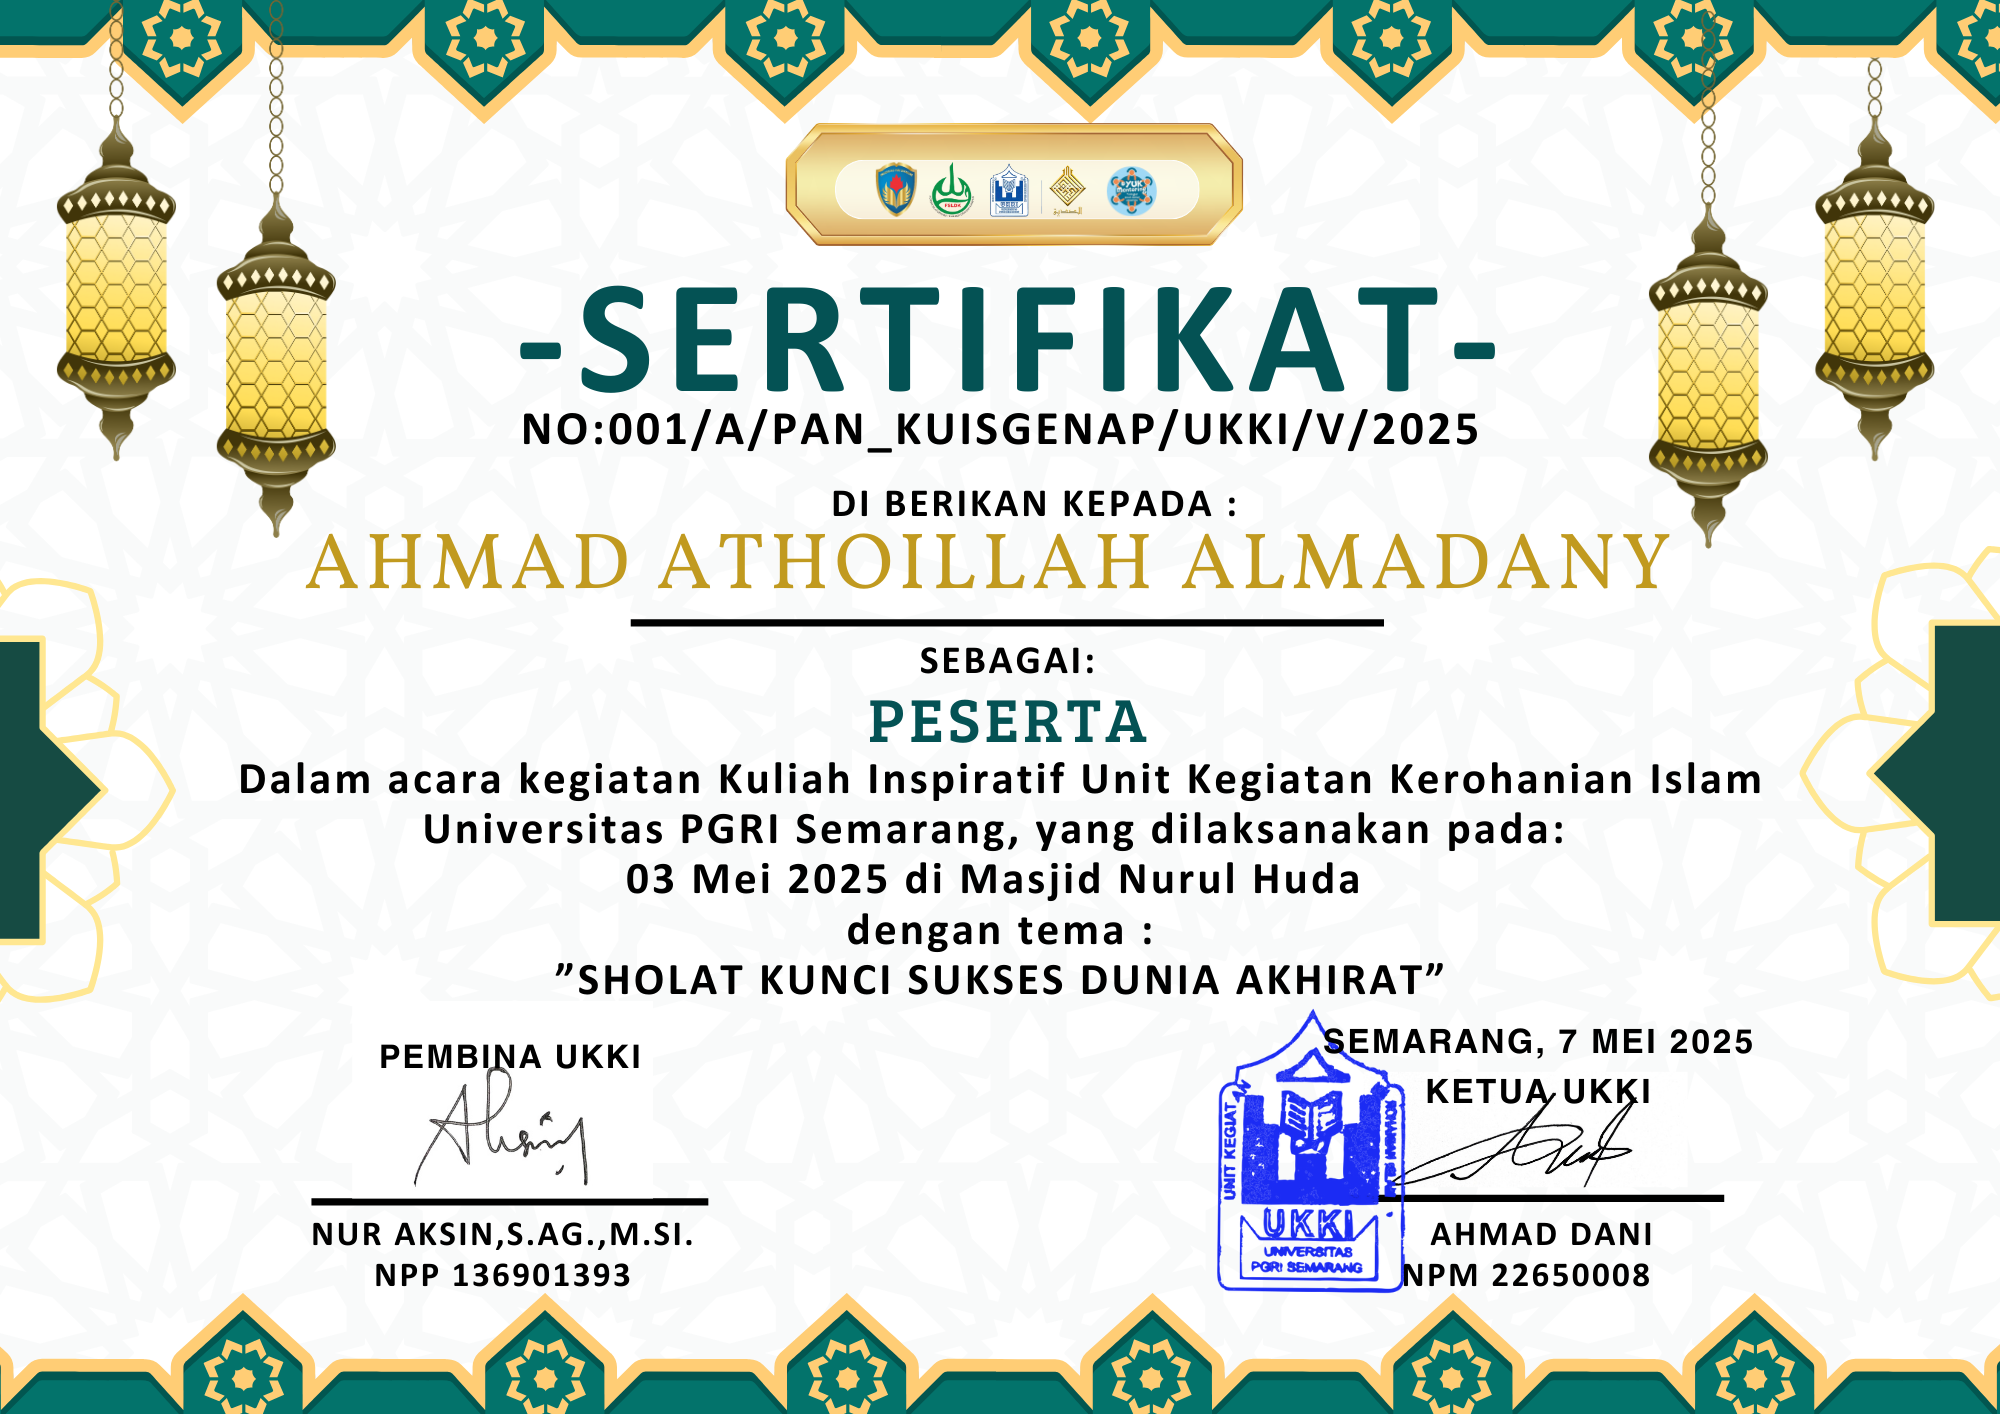 -SERTIFIKAT-
NO:001/A/PAN_KUISGENAP/UKKI/V/2025
DI BERIKAN KEPADA :
AHMAD ATHOILLAH ALMADANY
SEBAGAI:
PESERTA
Dalam acara kegiatan Kuliah Inspiratif Unit Kegiatan Kerohanian Islam
Universitas PGRI Semarang, yang dilaksanakan pada:
03 Mei 2025 di Masjid Nurul Huda
dengan tema :
”SHOLAT KUNCI SUKSES DUNIA AKHIRAT”
PEMBINA UKKI
NUR AKSIN,S.AG.,M.SI.
NPP 136901393
SEMARANG, 7 MEI 2025
KETUA UKKI
AHMAD DANI
NPM 22650008
UNIT KEGIAT AN
UKKI
UNIVERSITAS
PGRI SEMARANG